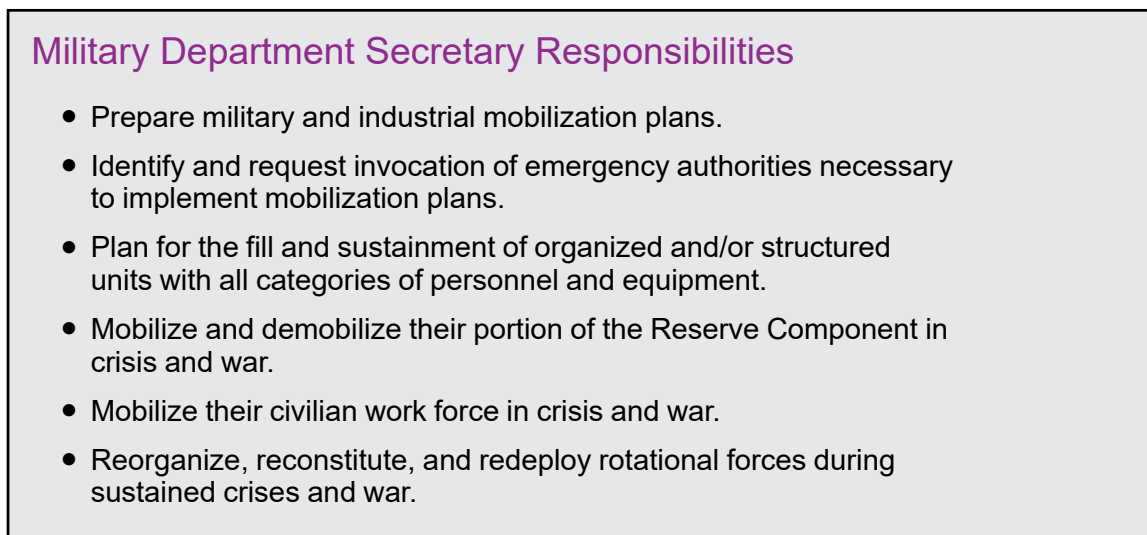 Military Department Secretary Responsibilities
• Prepare military and industrial mobilization plans.
• Identify and request invocation of emergency authorities necessary
to implement mobilization plans.
• Plan for the fill and sustainment of organized and/or structured
units with all categories of personnel and equipment.
• Mobilize and demobilize their portion of the Reserve Component in
crisis and war.
• Mobilize their civilian work force in crisis and war.
• Reorganize, reconstitute, and redeploy rotational forces during
sustained crises and war.